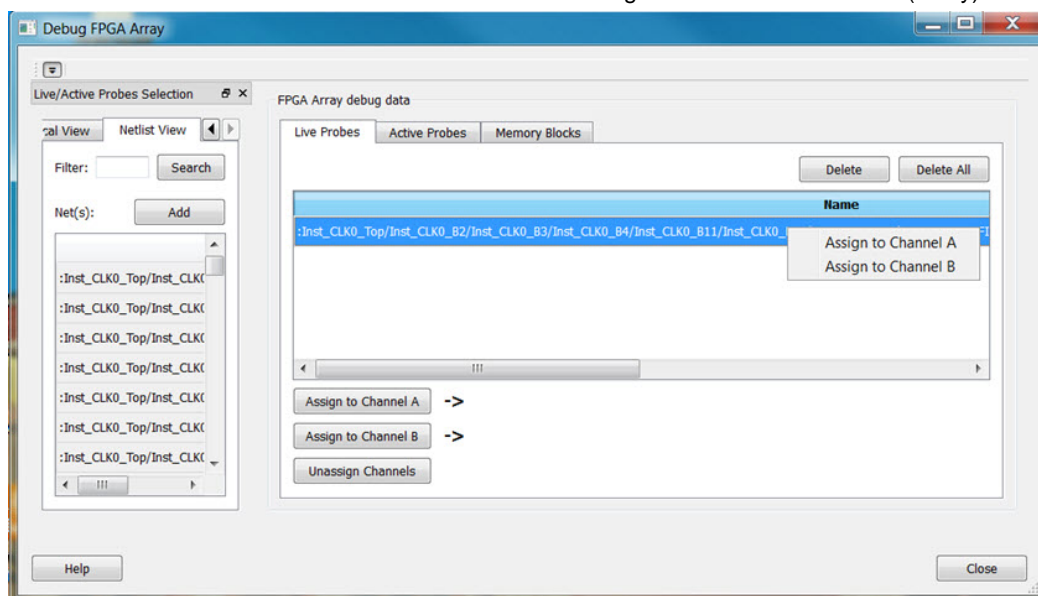 Debug FPGA Array
Live/Active Probes Selection
cal View Netlist View
Filter: Search
Net(s): Add
:Inst_CLK0_Top/Inst_CLK(
:Inst_CLK0_Top/Inst_CLK(
:Inst_CLK0_Top/Inst_CLK(
:Inst_CLK0_Top/Inst_CLK(
:Inst_CLK0_Top/Inst_CLK(
:Inst_CLK0_Top/Inst_CLK(
:Inst_CLK0_Top/Inst_CLK(
FPGA Array debug data
Live Probes Active Probes Memory Blocks
Delete Delete All
Name
:Inst_CLK0_Top/Inst_CLK0_B2/Inst_CLK0_B3/Inst_CLK0_B4/Inst_CLK0_B11/Inst_CLK0_
Assign to Channel A
Assign to Channel B
Assign to Channel A ->
Assign to Channel B ->
Unassign Channels
Help Close